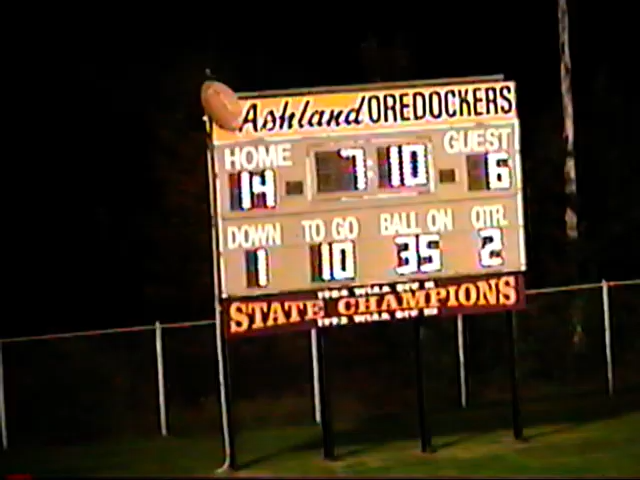 Ashland OREDOCKERS
HOME 7:10 GUEST
14 6
DOWN TO GO BALL ON QTR.
1 10 35 2
STATE CHAMPIONS